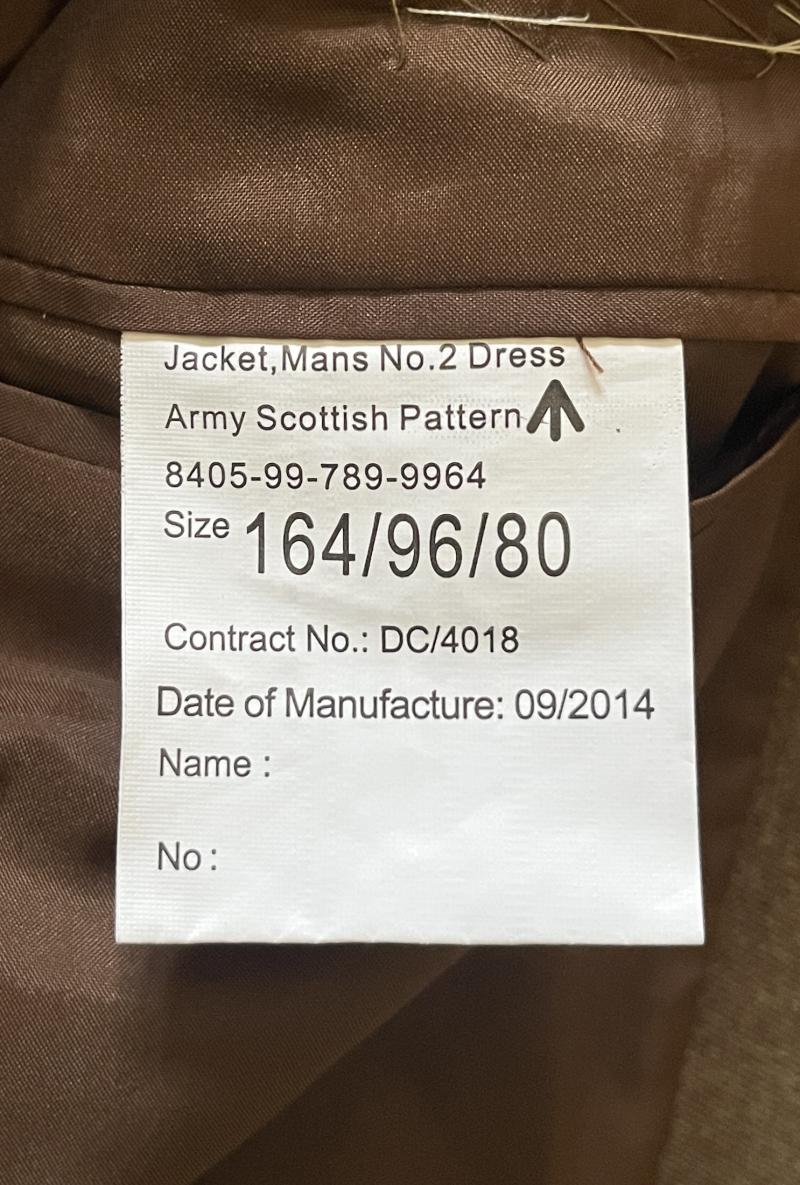 Jacket,Mans No.2 Dress
Army Scottish Pattern
8405-99-789-9964
Size 164/96/80
Contract No.: DC/4018
Date of Manufacture: 09/2014
Name :
No :